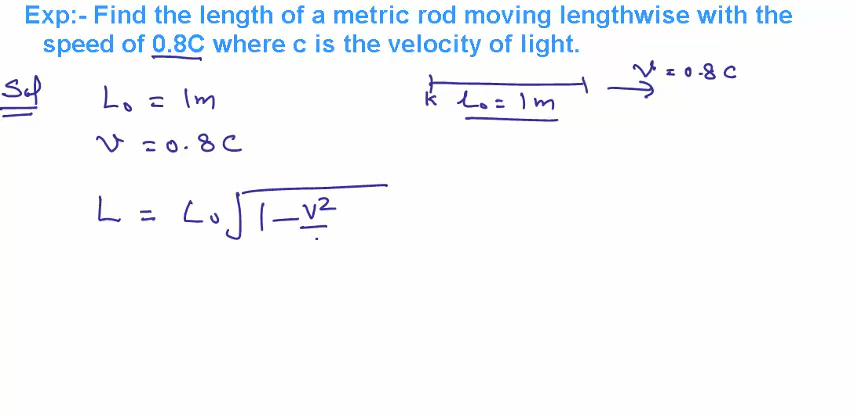 Exp:- Find the length of a metric rod moving lengthwise with the
speed of 0.8C where c is the velocity of light.
Sol
L₀ = 1m
v = 0.8C
L₀ = 1m
v = 0.8C
L = L₀√1-v²